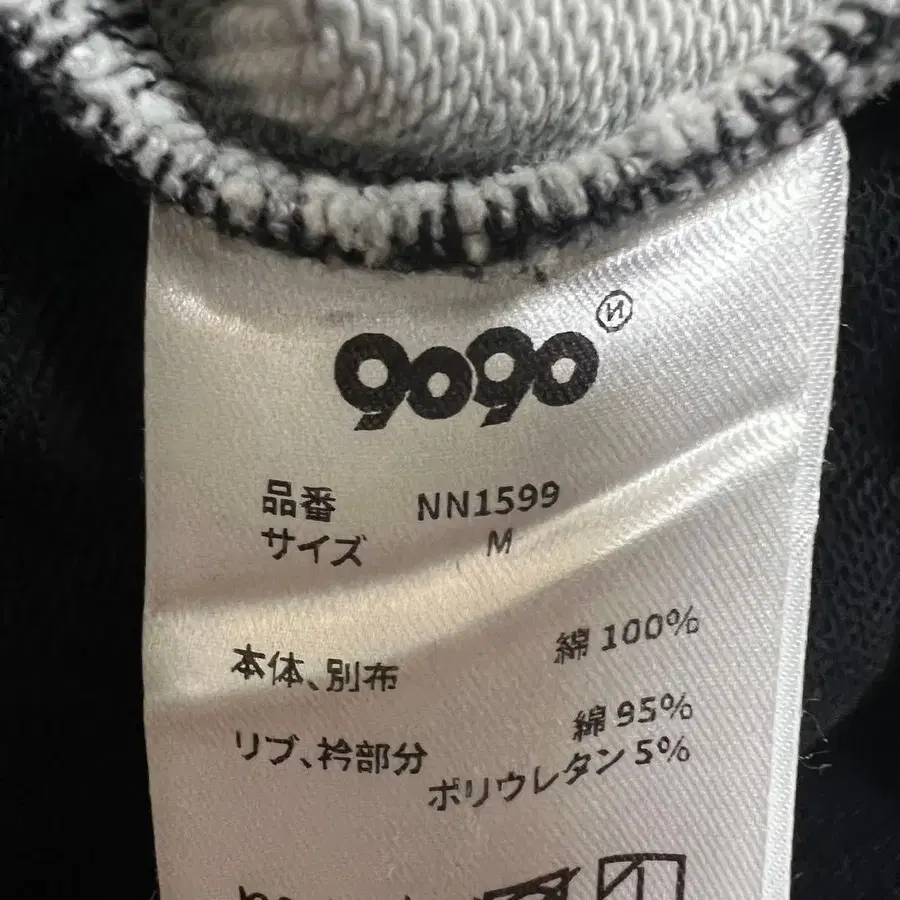 9090
品番 NN1599
サイズ M
本体、別布 綿 100%
リブ、衿部分 綿 95%
ポリウレタン 5%